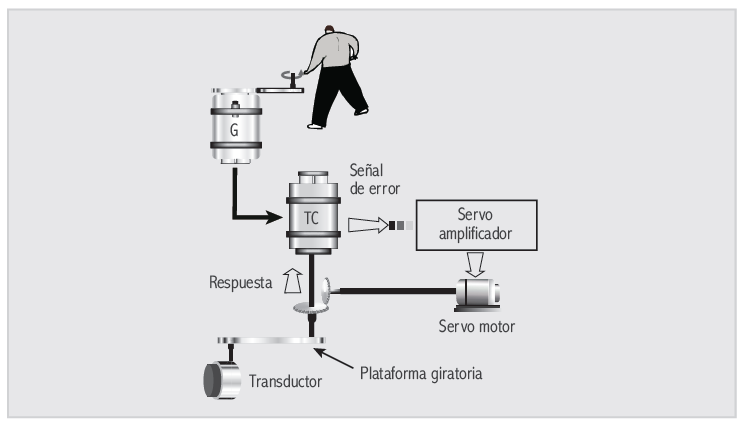 G
Señal
de error
TC
Servo
amplificador
Respuesta
Servo motor
Transductor
Plataforma giratoria